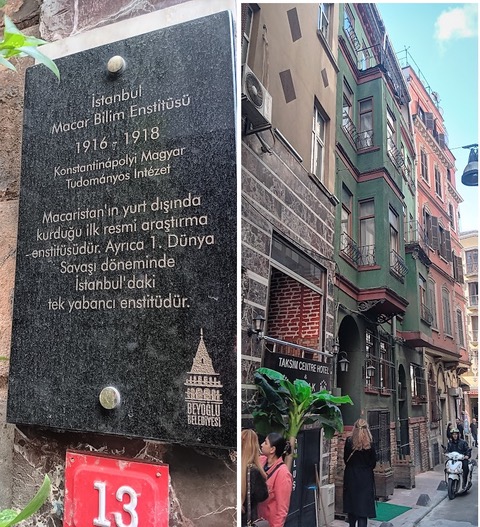 İstanbul
Macar Bilim Enstitüsü
1916 - 1918
Konstantinápolyi Magyar
Tudományos Intézet
Macaristan'ın yurt dışında
kurduğu ilk resmi araştırma
enstitüsüdür. Ayrıca 1. Dünya
Savaşı döneminde
İstanbul'daki
tek yabancı enstitüdür.
BEYOĞLU
BELEDİYESİ
13
TAKSİM CENTRE HOTEL